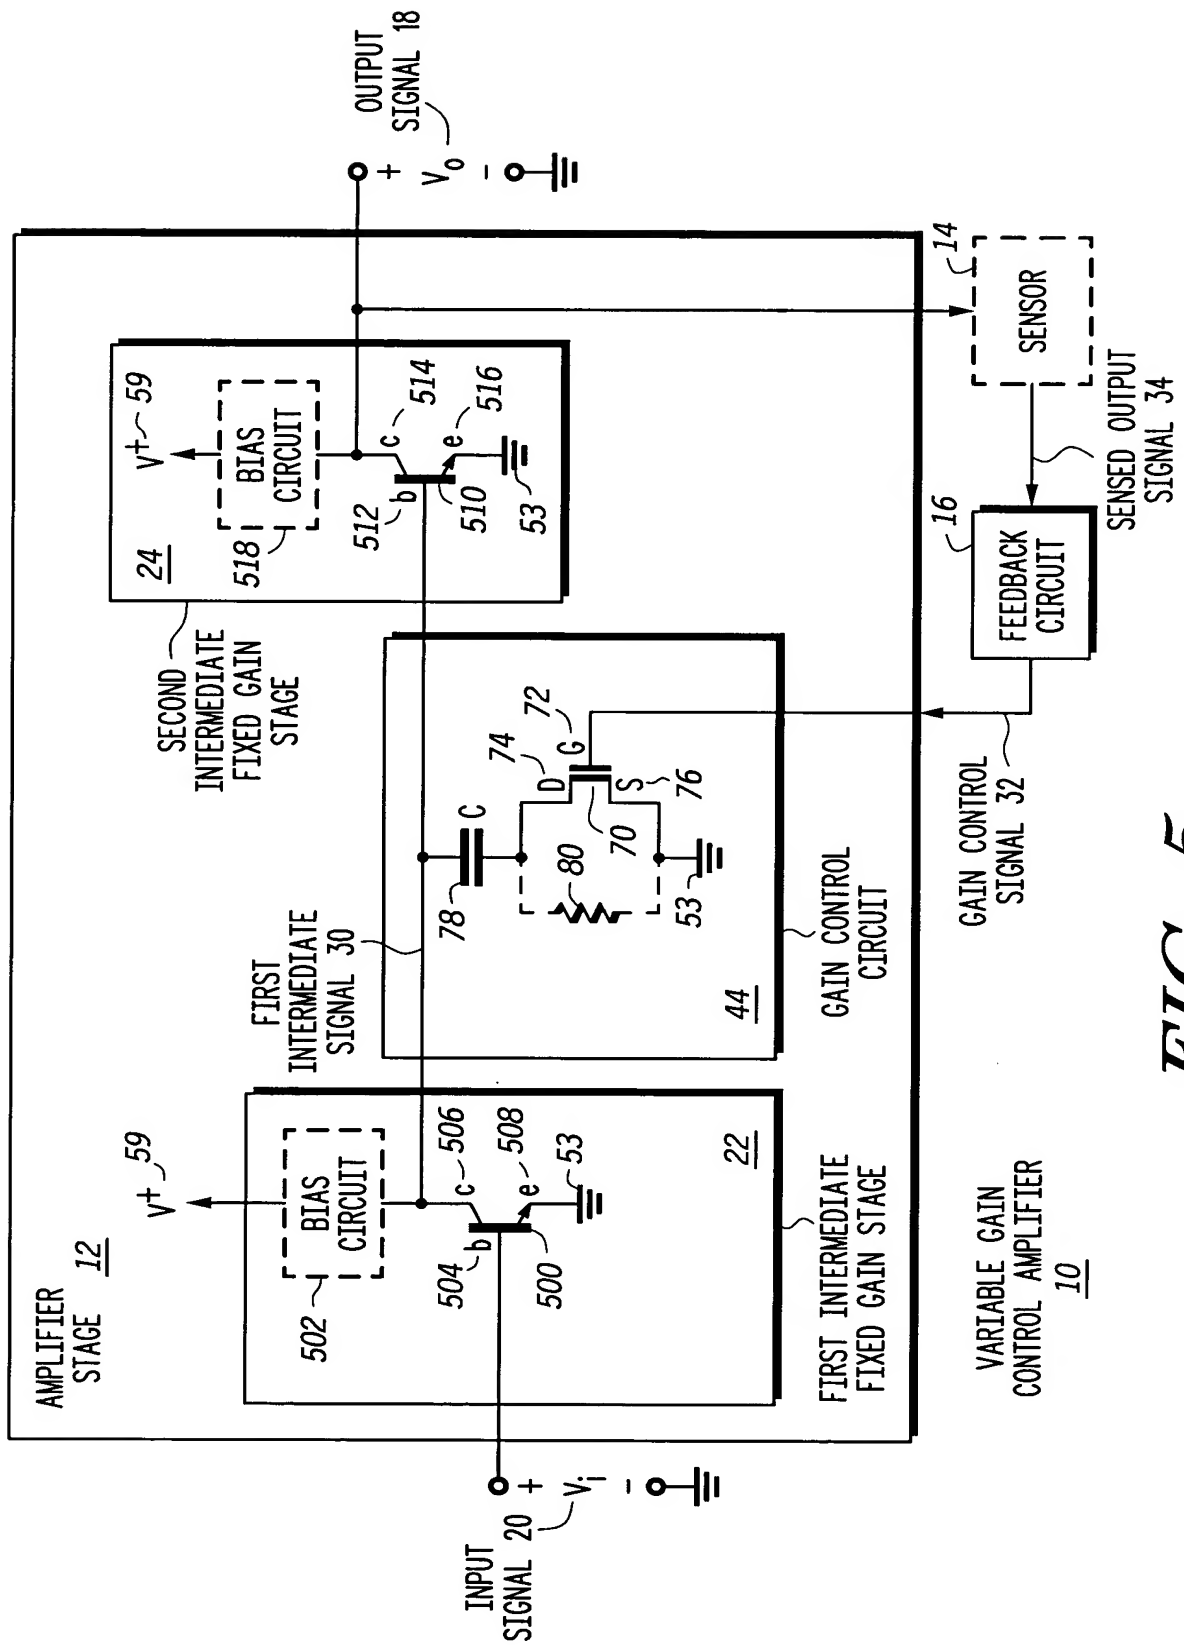 AMPLIFIER
STAGE 12
V+ 59
BIAS
CIRCUIT
502
504
b
c 506
e 508
500
53
22
FIRST INTERMEDIATE
FIXED GAIN STAGE
INPUT
SIGNAL 20
+
Vi
-
FIRST
INTERMEDIATE
SIGNAL 30
78
C
D 74
G 72
S 76
70
80
53
44
GAIN CONTROL
CIRCUIT
SECOND
INTERMEDIATE
FIXED GAIN
STAGE
24
V+ 59
BIAS
CIRCUIT
518
512
b
c 514
e 516
510
53
OUTPUT
SIGNAL 18
+
Vo
-
14
SENSOR
SENSED OUTPUT
SIGNAL 34
16
FEEDBACK
CIRCUIT
GAIN CONTROL
SIGNAL 32
VARIABLE GAIN
CONTROL AMPLIFIER
10
FIG. 5